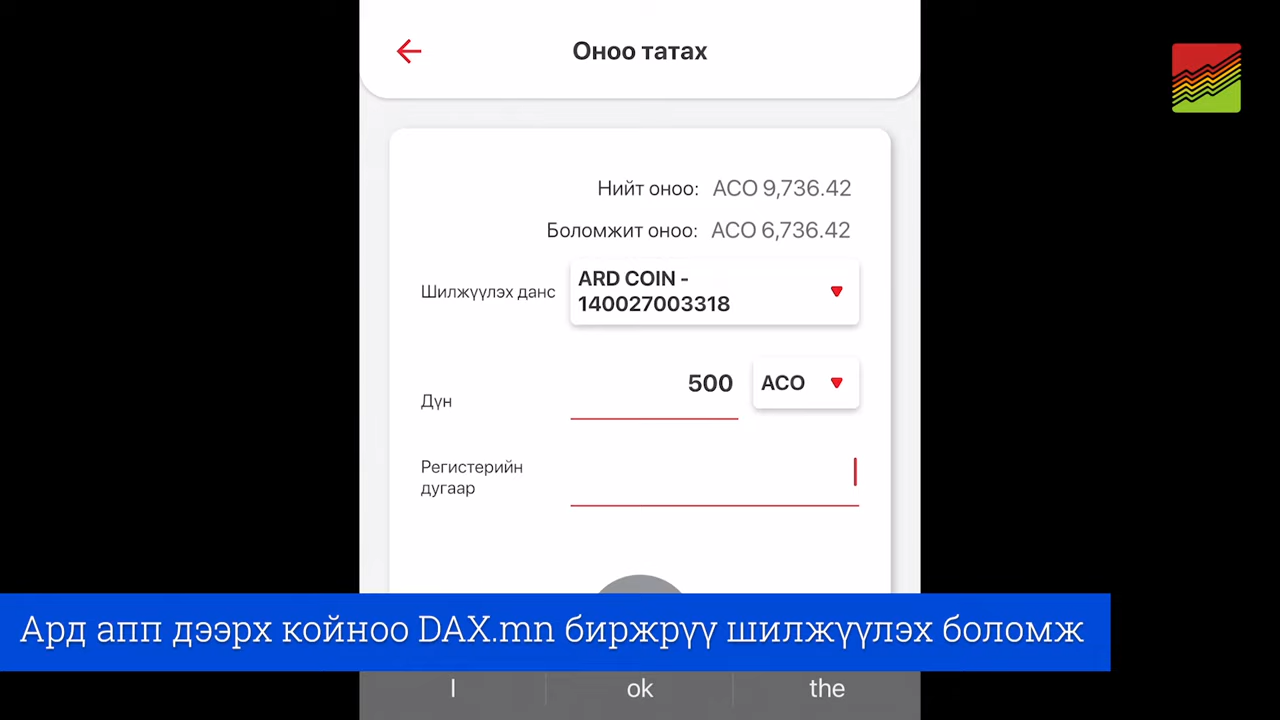 Оноо татах
Нийт оноо: ACO 9,736.42
Боломжит оноо: ACO 6,736.42
Шилжүүлэх данс
ARD COIN -
140027003318
Дүн
500 ACO
Регистерийн
дугаар
Ард апп дээрх койноо DAX.mn биржрүү шилжүүлэх боломж
I ok the